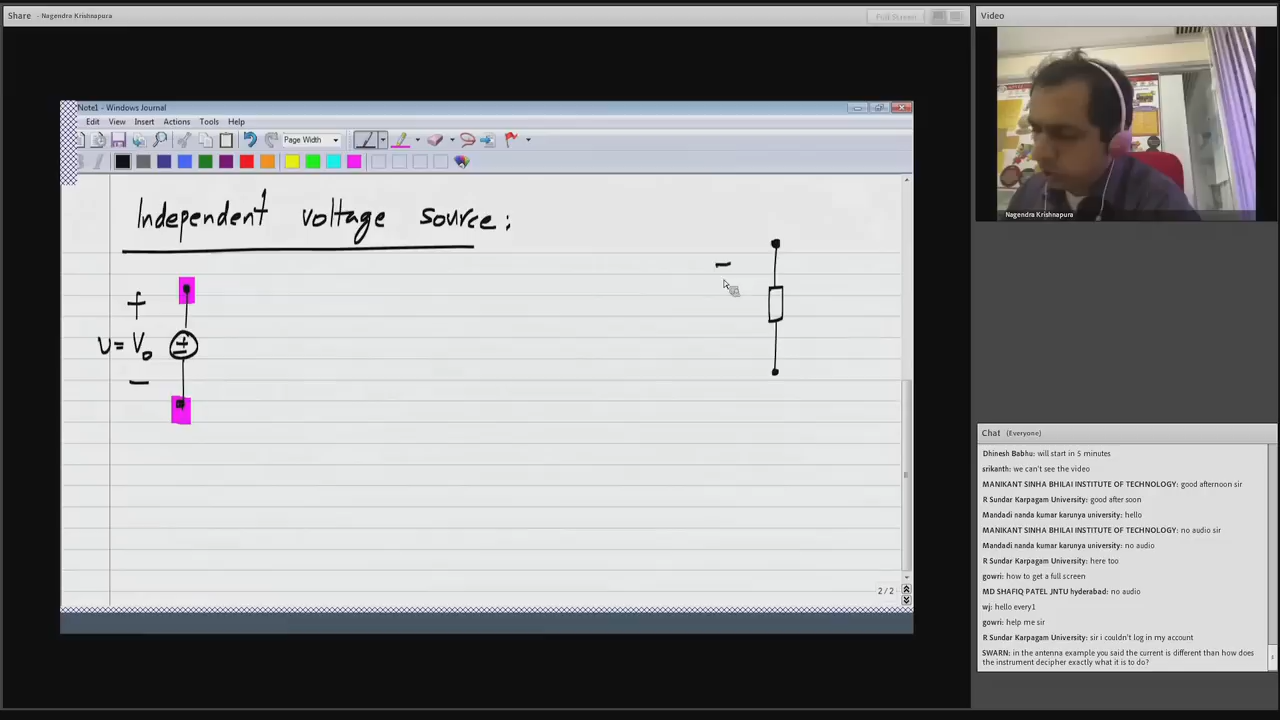 Share - Nagendra Krishnapura
Full Screen
Video
Note1 - Windows Journal
Edit View Insert Actions Tools Help
Page Width
Independent voltage source:
+
v = V0
−
+
−
−
2 / 2
Nagendra Krishnapura
Chat (Everyone)
Dhinesh Babhu: will start in 5 minutes
srikanth: we can't see the video
MANIKANT SINHA BHILAI INSTITUTE OF TECHNOLOGY: good afternoon sir
R Sundar Karpagam University: good after soon
Mandadi nanda kumar karunya university: hello
MANIKANT SINHA BHILAI INSTITUTE OF TECHNOLOGY: no audio sir
Mandadi nanda kumar karunya university: no audio
R Sundar Karpagam University: here too
gowri: how to get a full screen
MD SHAFIQ PATEL JNTU hyderabad: no audio
wj: hello every1
gowri: help me sir
R Sundar Karpagam University: sir i couldn't log in my account
SWARN: in the antenna example you said the current is different than how does
the instrument decipher exactly what it is to do?